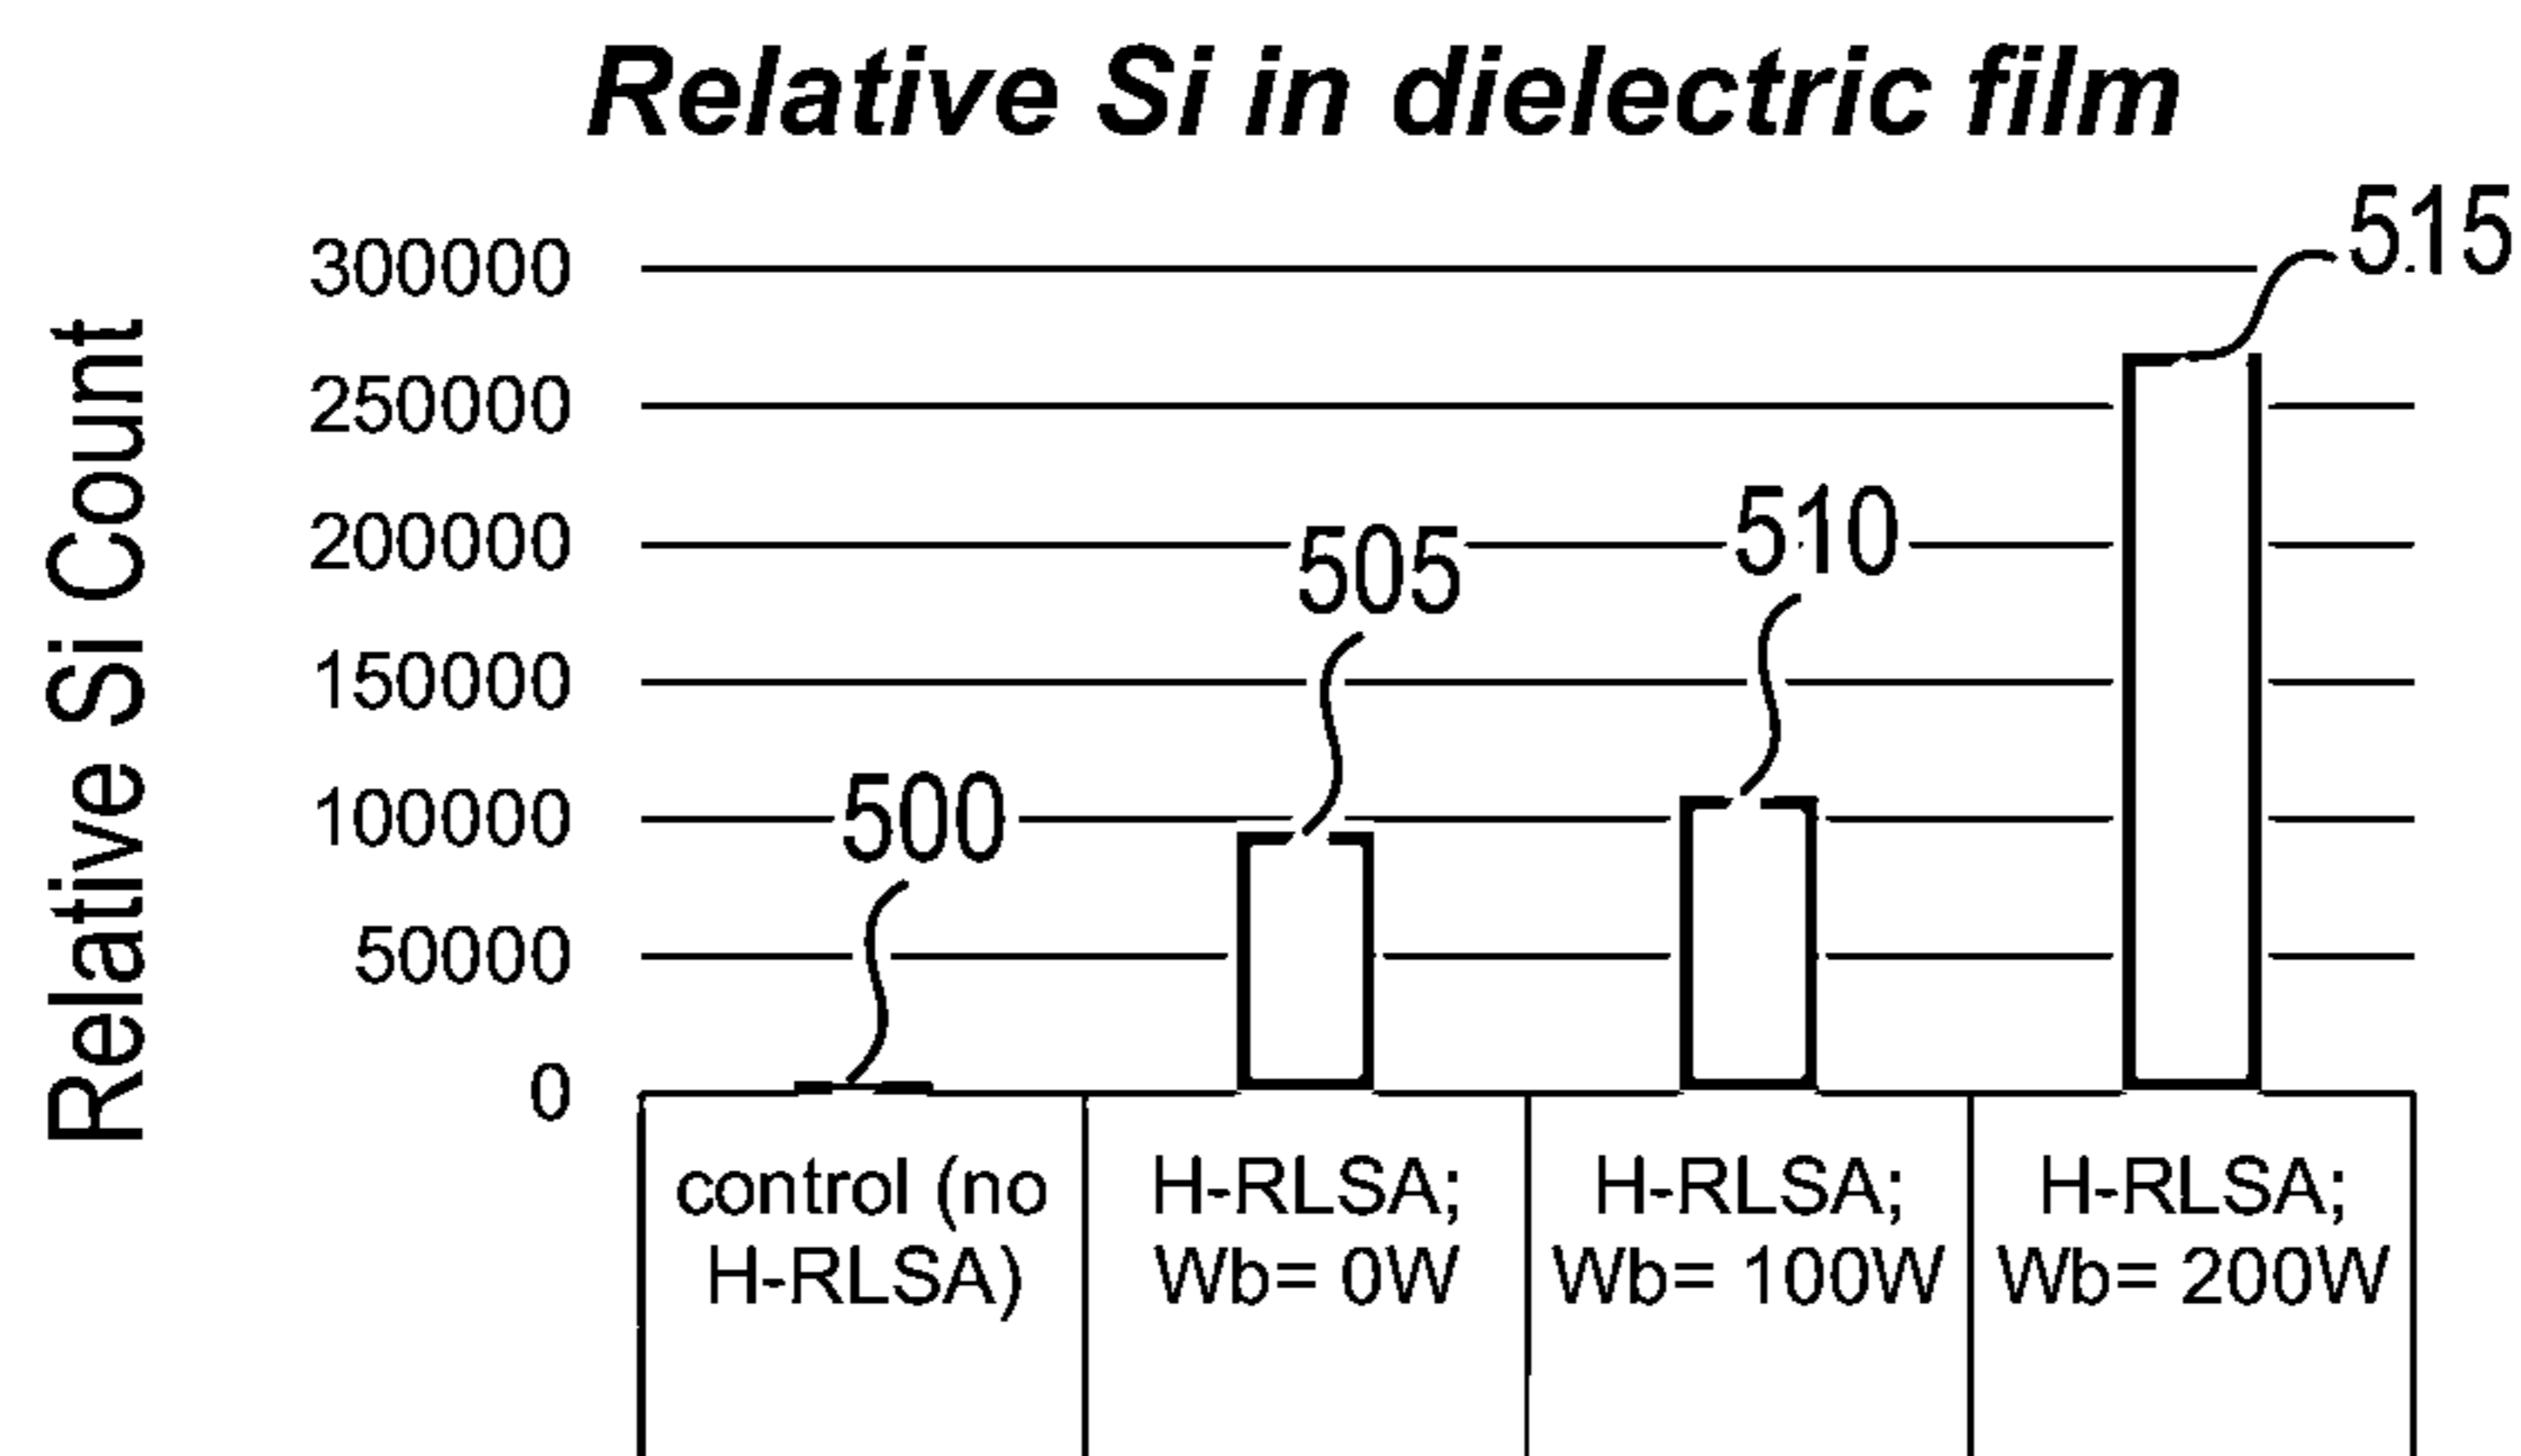 Relative Si in dielectric film
Relative Si Count
300000
250000
200000
150000
100000
50000
0
500
505
510
515
control (no
H-RLSA)
H-RLSA;
Wb= 0W
H-RLSA;
Wb= 100W
H-RLSA;
Wb= 200W